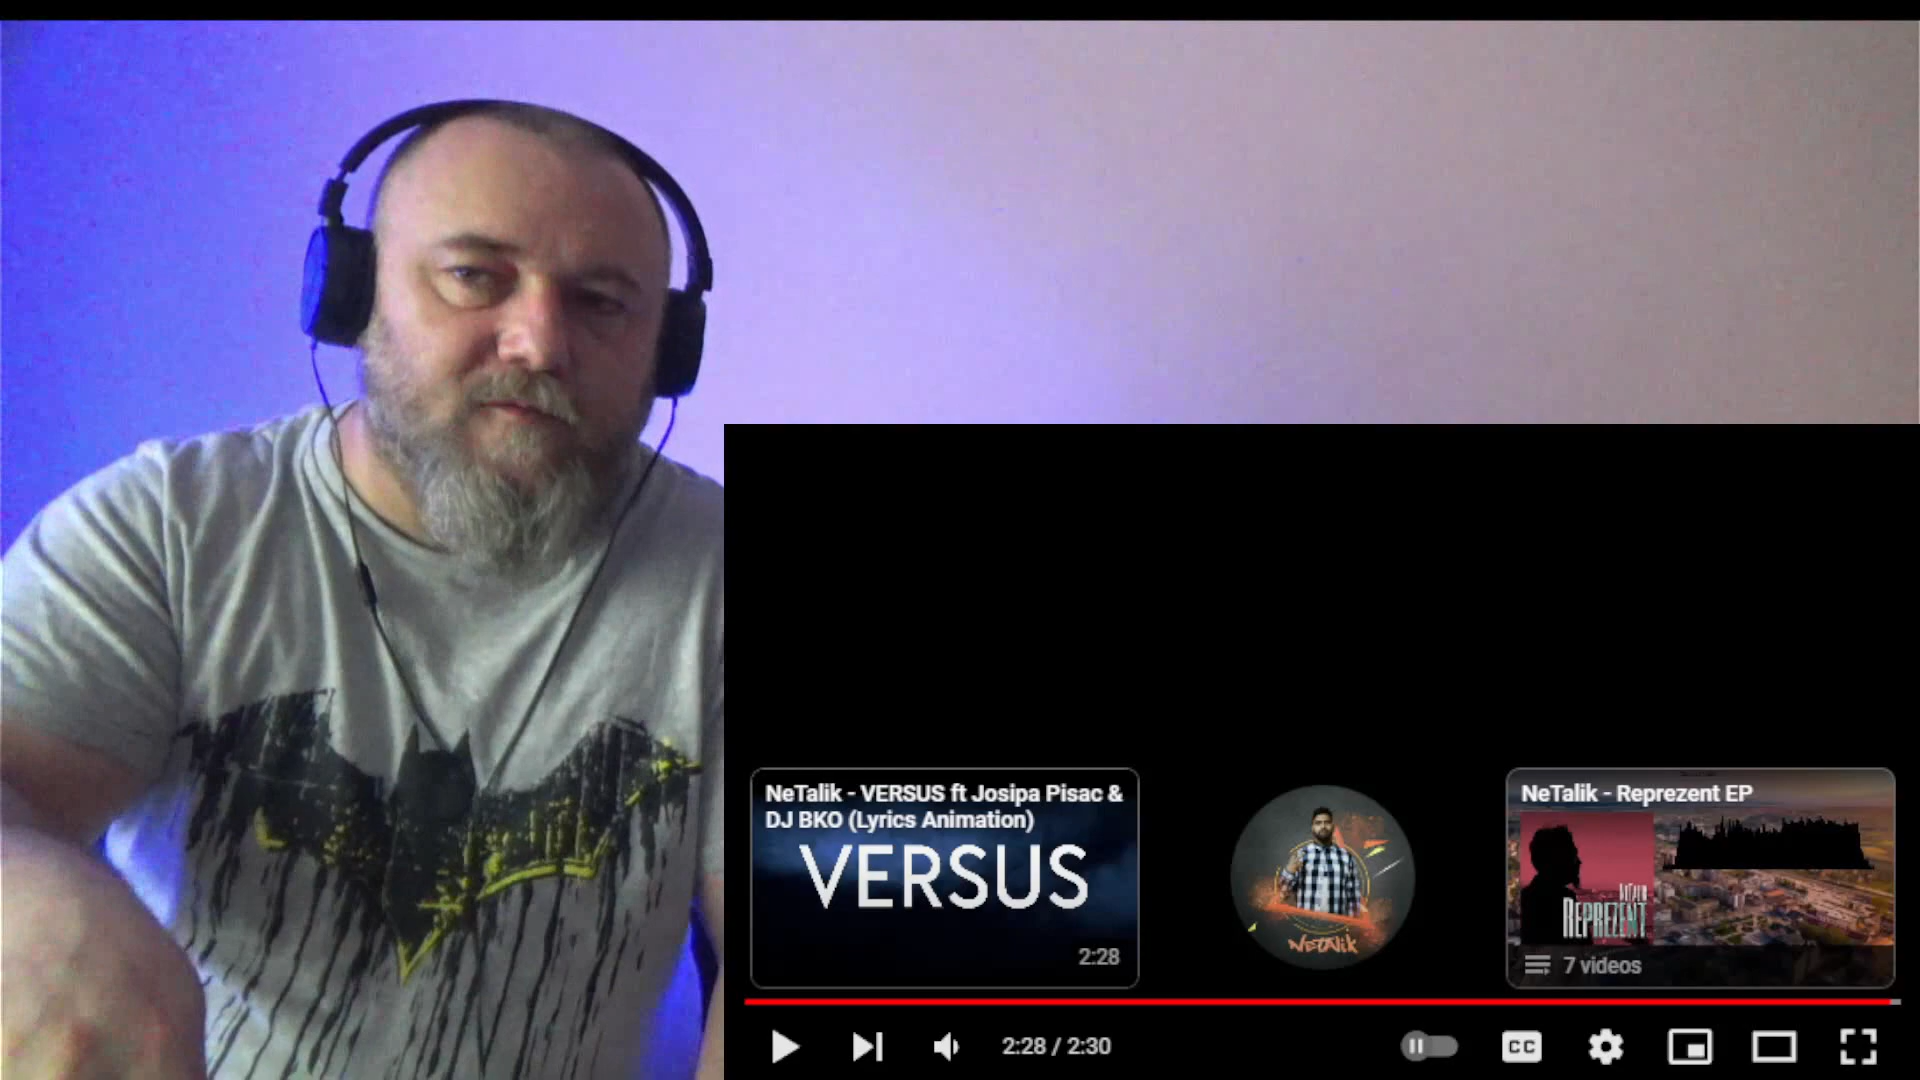 NeTalik - VERSUS ft Josipa Pisac &
DJ BKO (Lyrics Animation)
VERSUS
2:28
NeTalik
NeTalik - Reprezent EP
NeTalik
REPREZENT
7 videos
2:28 / 2:30
CC